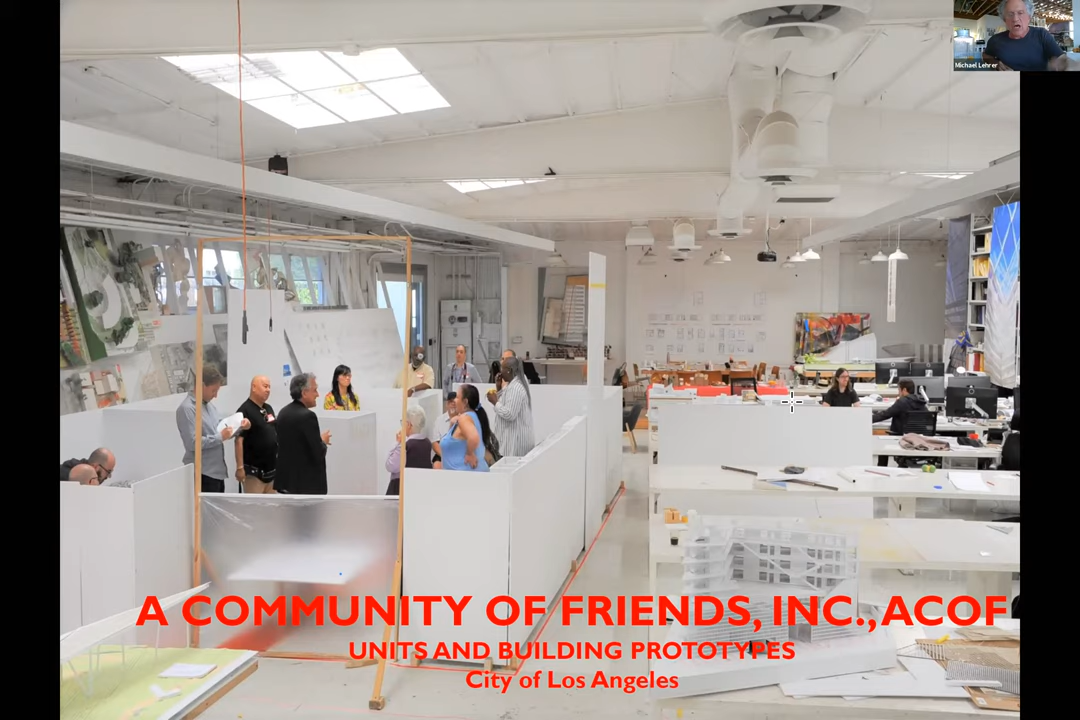 Michael Lehrer
A COMMUNITY OF FRIENDS, INC., ACOF
UNITS AND BUILDING PROTOTYPES
City of Los Angeles